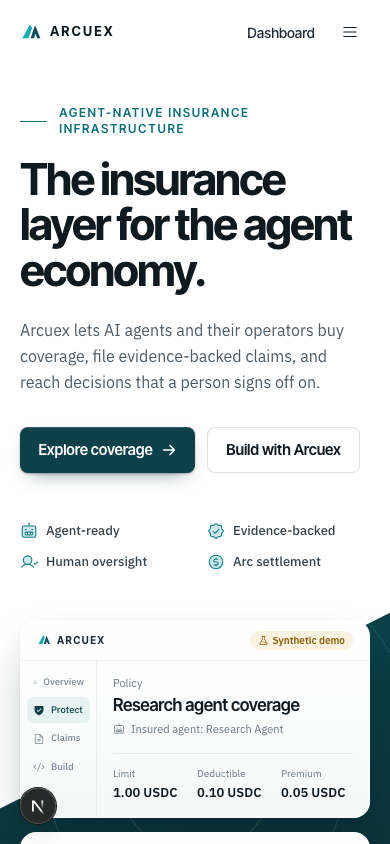 ARCUEX
Dashboard
AGENT-NATIVE INSURANCE
INFRASTRUCTURE
The insurance
layer for the agent
economy.
Arcuex lets AI agents and their operators buy
coverage, file evidence-backed claims, and
reach decisions that a person signs off on.
Explore coverage →
Build with Arcuex
Agent-ready
Evidence-backed
Human oversight
Arc settlement
ARCUEX
Synthetic demo
Overview
Protect
Claims
Build
Policy
Research agent coverage
Insured agent: Research Agent
Limit
Deductible
Premium
1.00 USDC
0.10 USDC
0.05 USDC
N